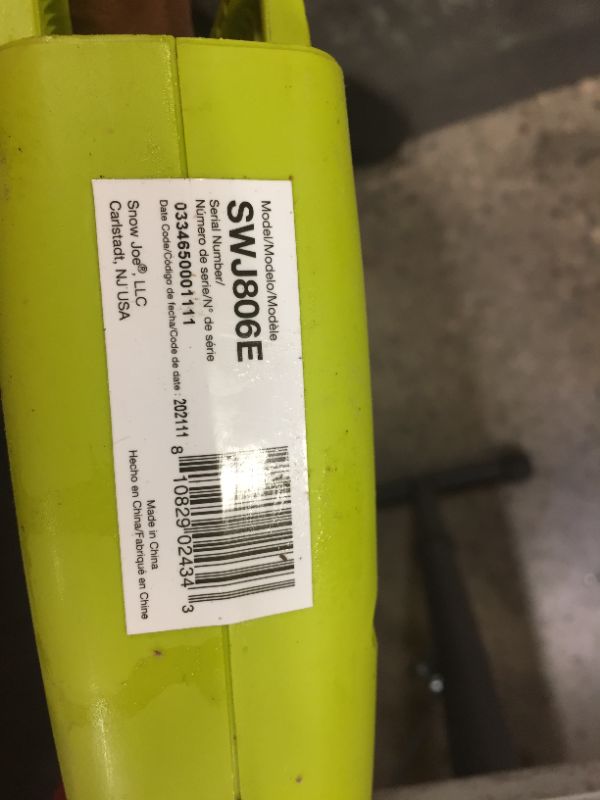 Model/Modelo/Modèle
SWJ806E
Serial Number/
Número de serie/N° de série
0334650001111
Date Code/Código de fecha/Code de date : 202111
Snow Joe®, LLC
Carlstadt, NJ USA
8 10829 02434 3
Made in China
Hecho en China/Fabriqué en Chine